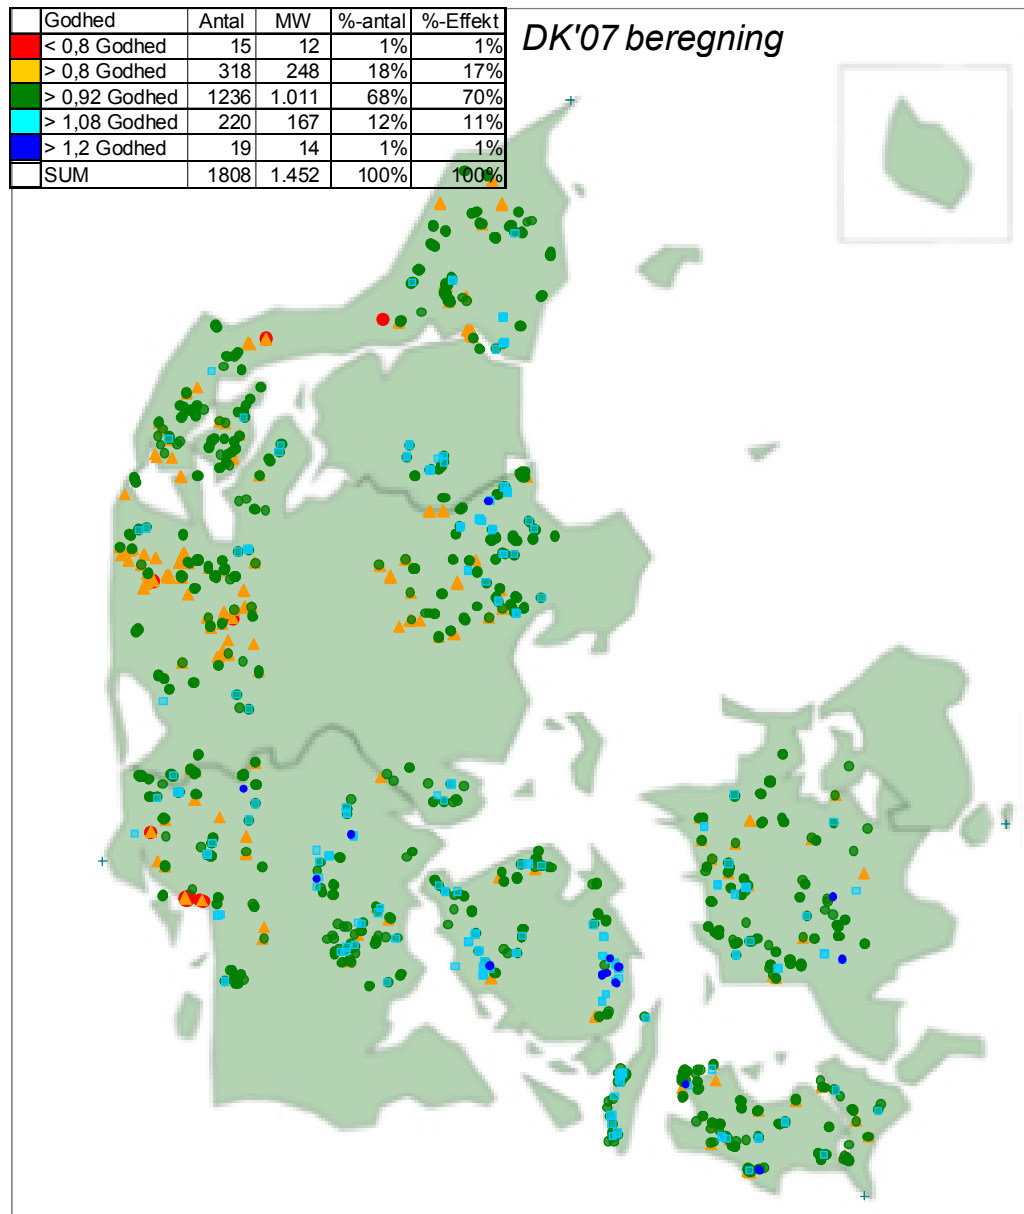 Godhed Antal MW %-antal %-Effekt
< 0,8 Godhed 15 12 1% 1%
> 0,8 Godhed 318 248 18% 17%
> 0,92 Godhed 1236 1.011 68% 70%
> 1,08 Godhed 220 167 12% 11%
> 1,2 Godhed 19 14 1% 1%
SUM 1808 1.452 100% 100%
DK'07 beregning